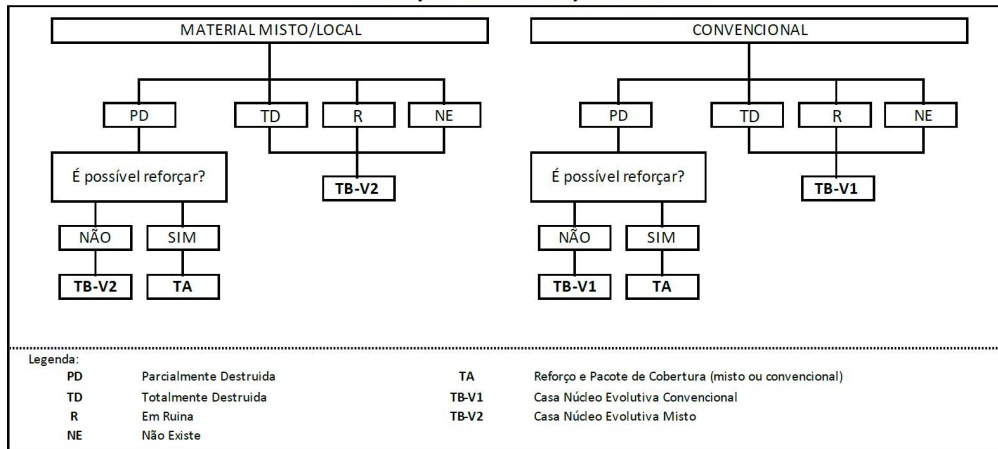 MATERIAL MISTO/LOCAL
CONVENCIONAL
PD TD R NE
PD TD R NE
É possível reforçar?
TB-V2
É possível reforçar?
TB-V1
NÃO SIM
NÃO SIM
TB-V2 TA
TB-V1 TA
Legenda:
PD Parcialmente Destruida
TA Reforço e Pacote de Cobertura (misto ou convencional)
TD Totalmente Destruida
TB-V1 Casa Núcleo Evolutiva Convencional
R Em Ruina
TB-V2 Casa Núcleo Evolutiva Misto
NE Não Existe